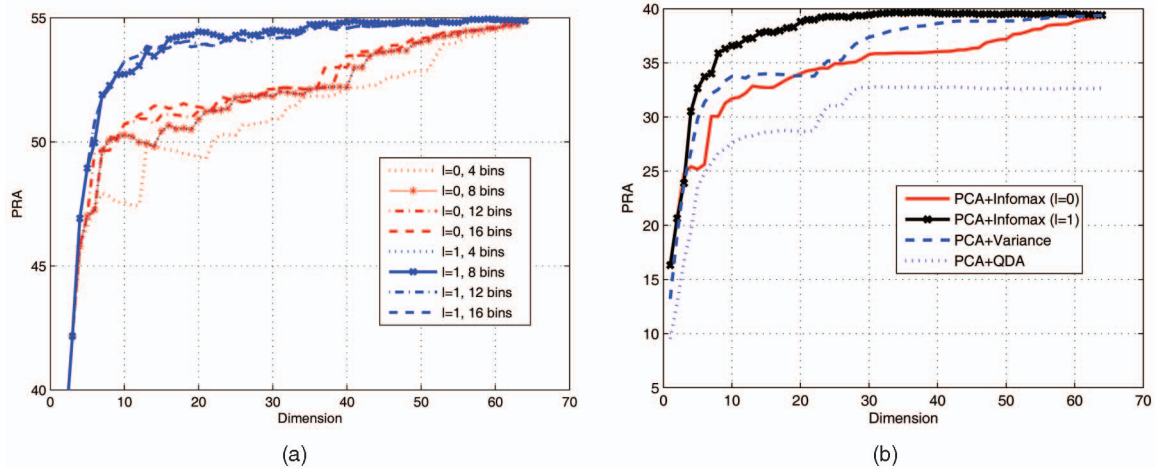 55
50
45
40
PRA
0
10
20
30
40
50
60
70
Dimension
l=0, 4 bins
l=0, 8 bins
l=0, 12 bins
l=0, 16 bins
l=1, 4 bins
l=1, 8 bins
l=1, 12 bins
l=1, 16 bins
(a)
40
35
30
25
20
15
10
5
PRA
0
10
20
30
40
50
60
70
Dimension
PCA+Infomax (l=0)
PCA+Infomax (l=1)
PCA+Variance
PCA+QDA
(b)